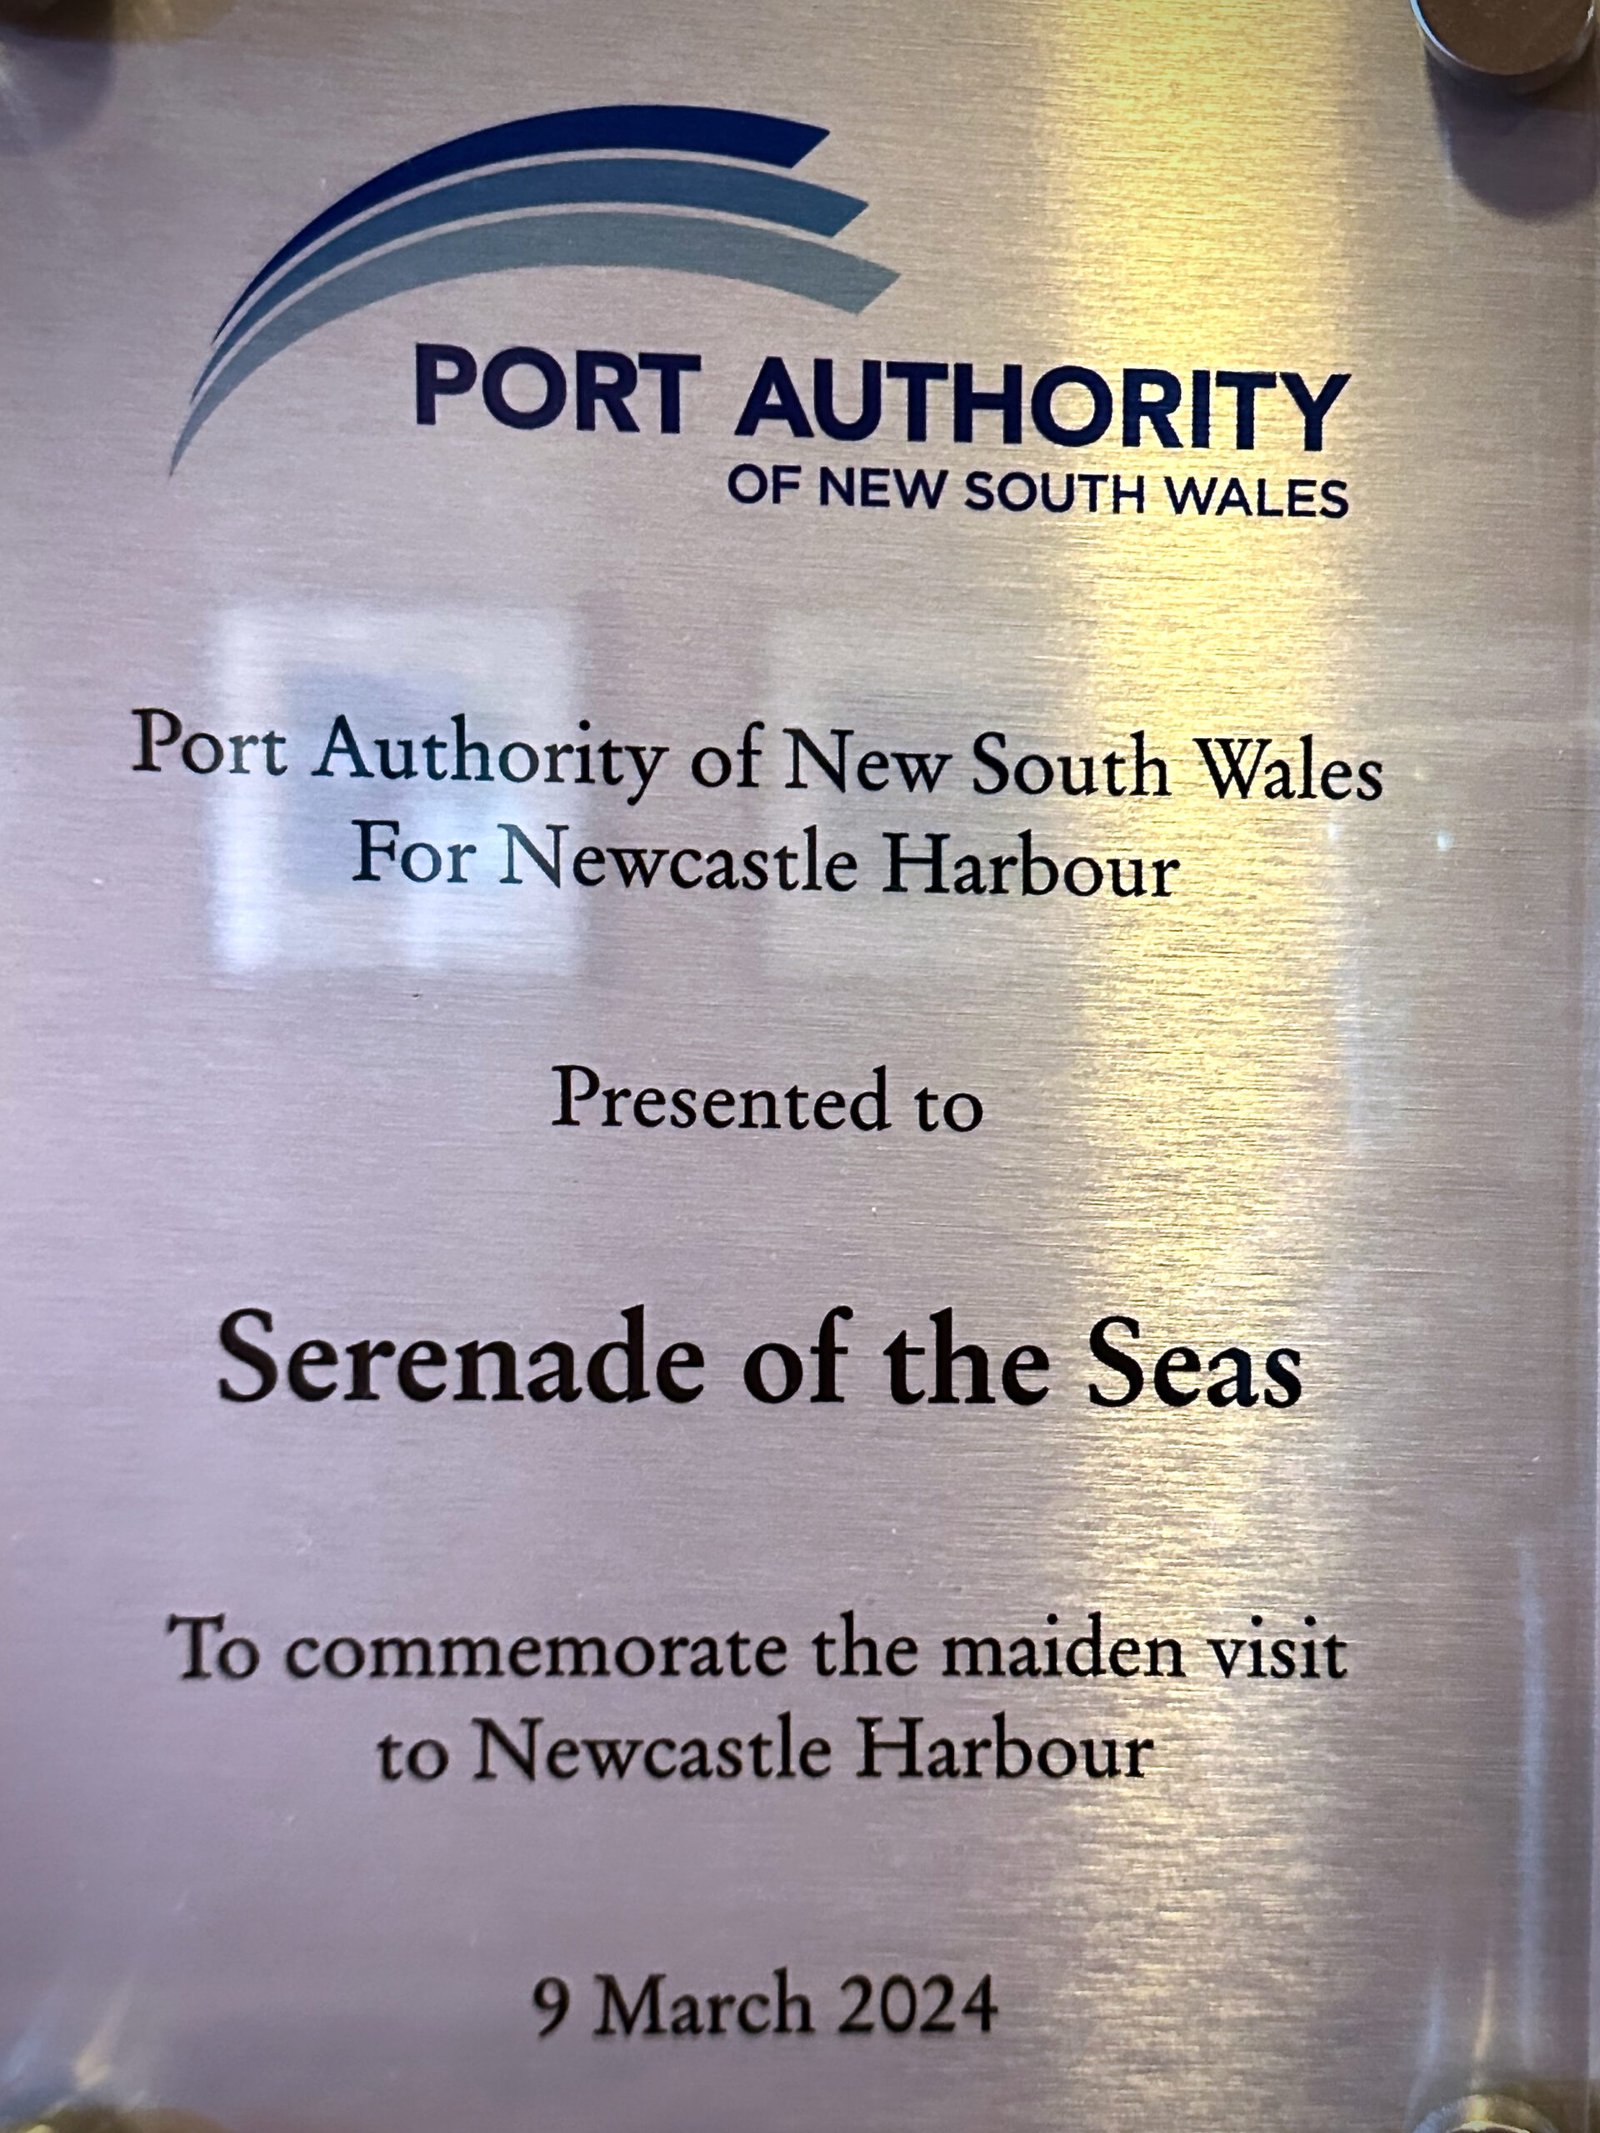 PORT AUTHORITY
OF NEW SOUTH WALES
Port Authority of New South Wales
For Newcastle Harbour
Presented to
Serenade of the Seas
To commemorate the maiden visit
to Newcastle Harbour
9 March 2024